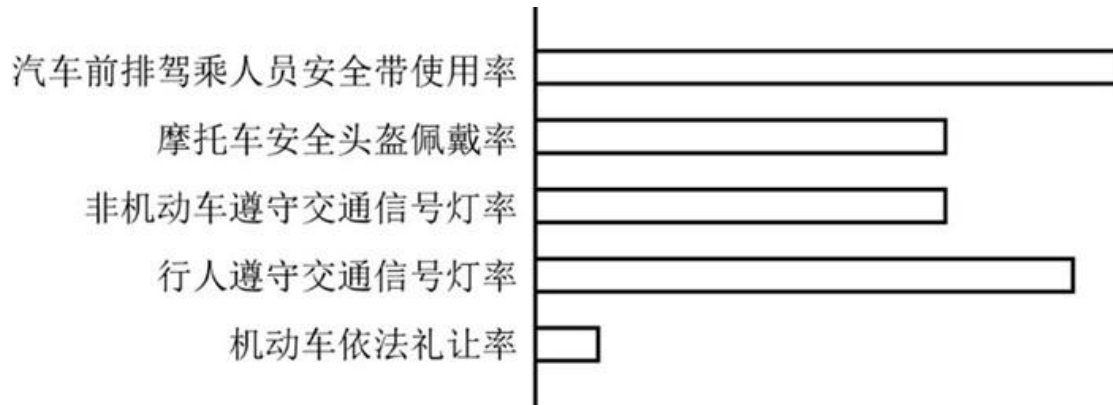 汽车前排驾乘人员安全带使用率
摩托车安全头盔佩戴率
非机动车遵守交通信号灯率
行人遵守交通信号灯率
机动车依法礼让率